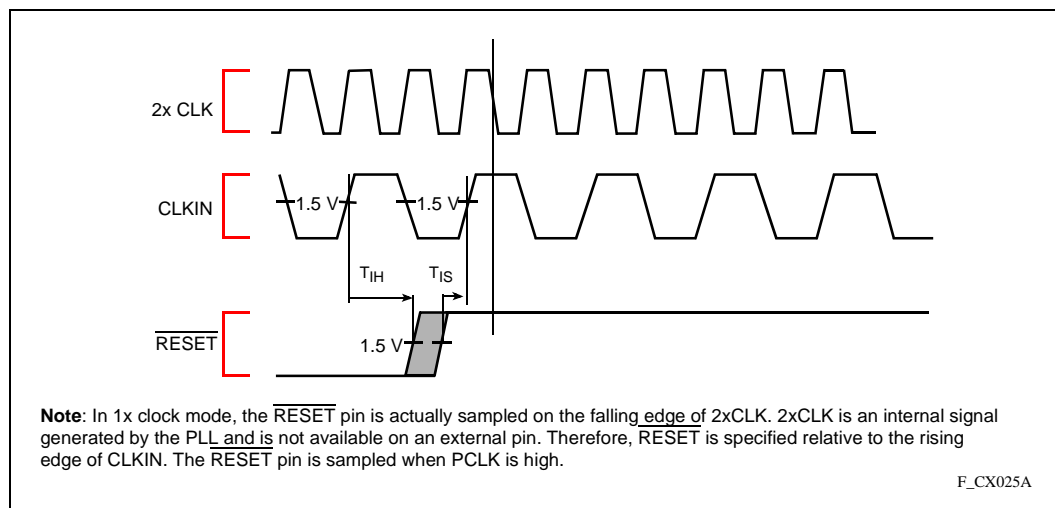 2x CLK
CLKIN
1.5 V
1.5 V
TIH
TIS
RESET
1.5 V
Note: In 1x clock mode, the RESET pin is actually sampled on the falling edge of 2xCLK. 2xCLK is an internal signal
generated by the PLL and is not available on an external pin. Therefore, RESET is specified relative to the rising
edge of CLKIN. The RESET pin is sampled when PCLK is high.
F_CX025A